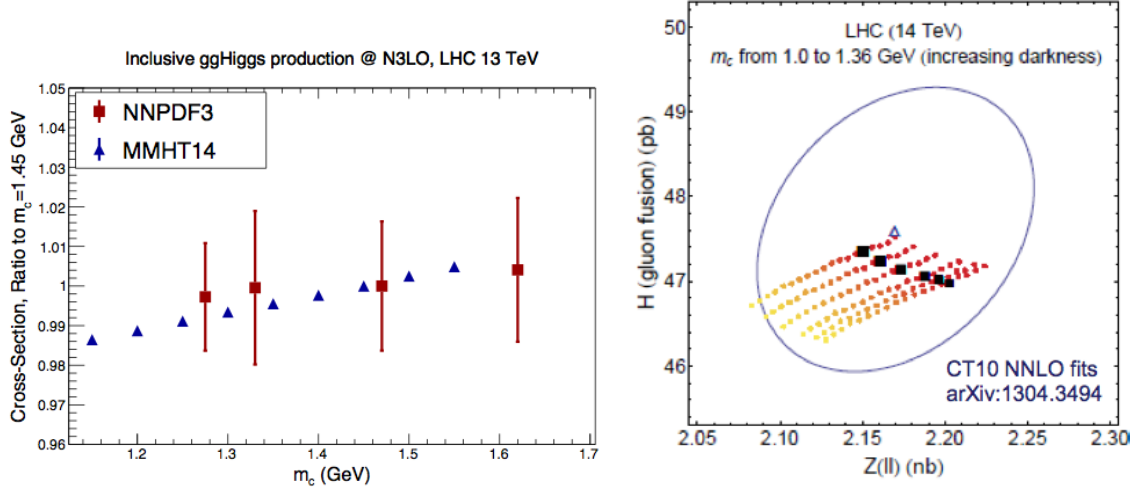 Inclusive ggHiggs production @ N3LO, LHC 13 TeV
Cross-Section, Ratio to m_c=1.45 GeV
1.05
1.04
1.03
1.02
1.01
1
0.99
0.98
0.97
0.96
NNPDF3
MMHT14
1.2
1.3
1.4
1.5
1.6
1.7
m_c (GeV)
LHC (14 TeV)
m_c from 1.0 to 1.36 GeV (increasing darkness)
H (gluon fusion) (pb)
50
49
48
47
46
CT10 NNLO fits
arXiv:1304.3494
2.05
2.10
2.15
2.20
2.25
2.30
Z(ll) (nb)